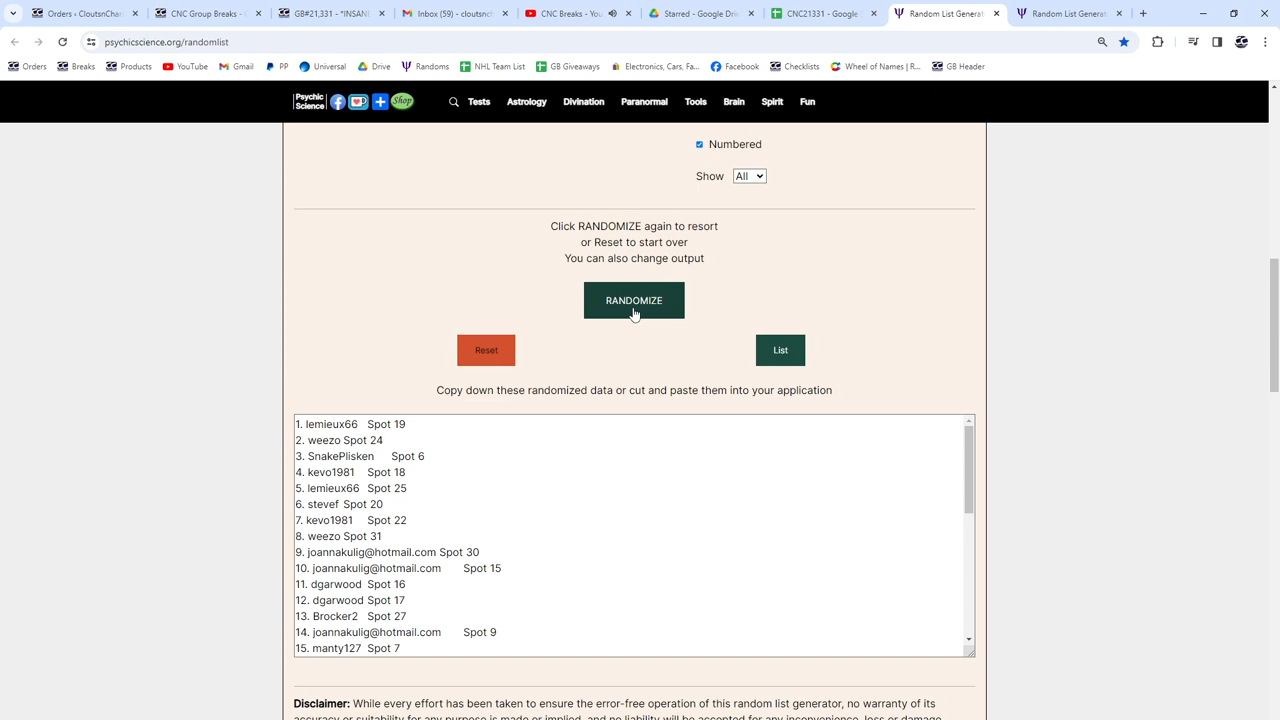 Orders ‹ CloutsnCha
CNC Group Breaks -
GB#21,331 - *INSANE
Inbox (59) - cloutsnc
CNC Breaks - You
Starred - Google Dri
CNC21331 - Google
Random List Generat
Random List Generat
psychicscience.org/randomlist
Orders
Breaks
Products
YouTube
Gmail
PP
Universal
Drive
Randoms
NHL Team List
GB Giveaways
Electronics, Cars, Fa...
Facebook
Checklists
Wheel of Names | R...
GB Header
Psychic
Science
Shop
Tests
Astrology
Divination
Paranormal
Tools
Brain
Spirit
Fun
Numbered
Show All
Click RANDOMIZE again to resort
or Reset to start over
You can also change output
RANDOMIZE
Reset
List
Copy down these randomized data or cut and paste them into your application
1. lemieux66 Spot 19
2. weezo Spot 24
3. SnakePlisken Spot 6
4. kevo1981 Spot 18
5. lemieux66 Spot 25
6. stevef Spot 20
7. kevo1981 Spot 22
8. weezo Spot 31
9. joannakulig@hotmail.com Spot 30
10. joannakulig@hotmail.com Spot 15
11. dgarwood Spot 16
12. dgarwood Spot 17
13. Brocker2 Spot 27
14. joannakulig@hotmail.com Spot 9
15. manty127 Spot 7
Disclaimer: While every effort has been taken to ensure the error-free operation of this random list generator, no warranty of its
accuracy or suitability for any purpose is made or implied, and no liability will be accepted for any inconvenience, loss or damage